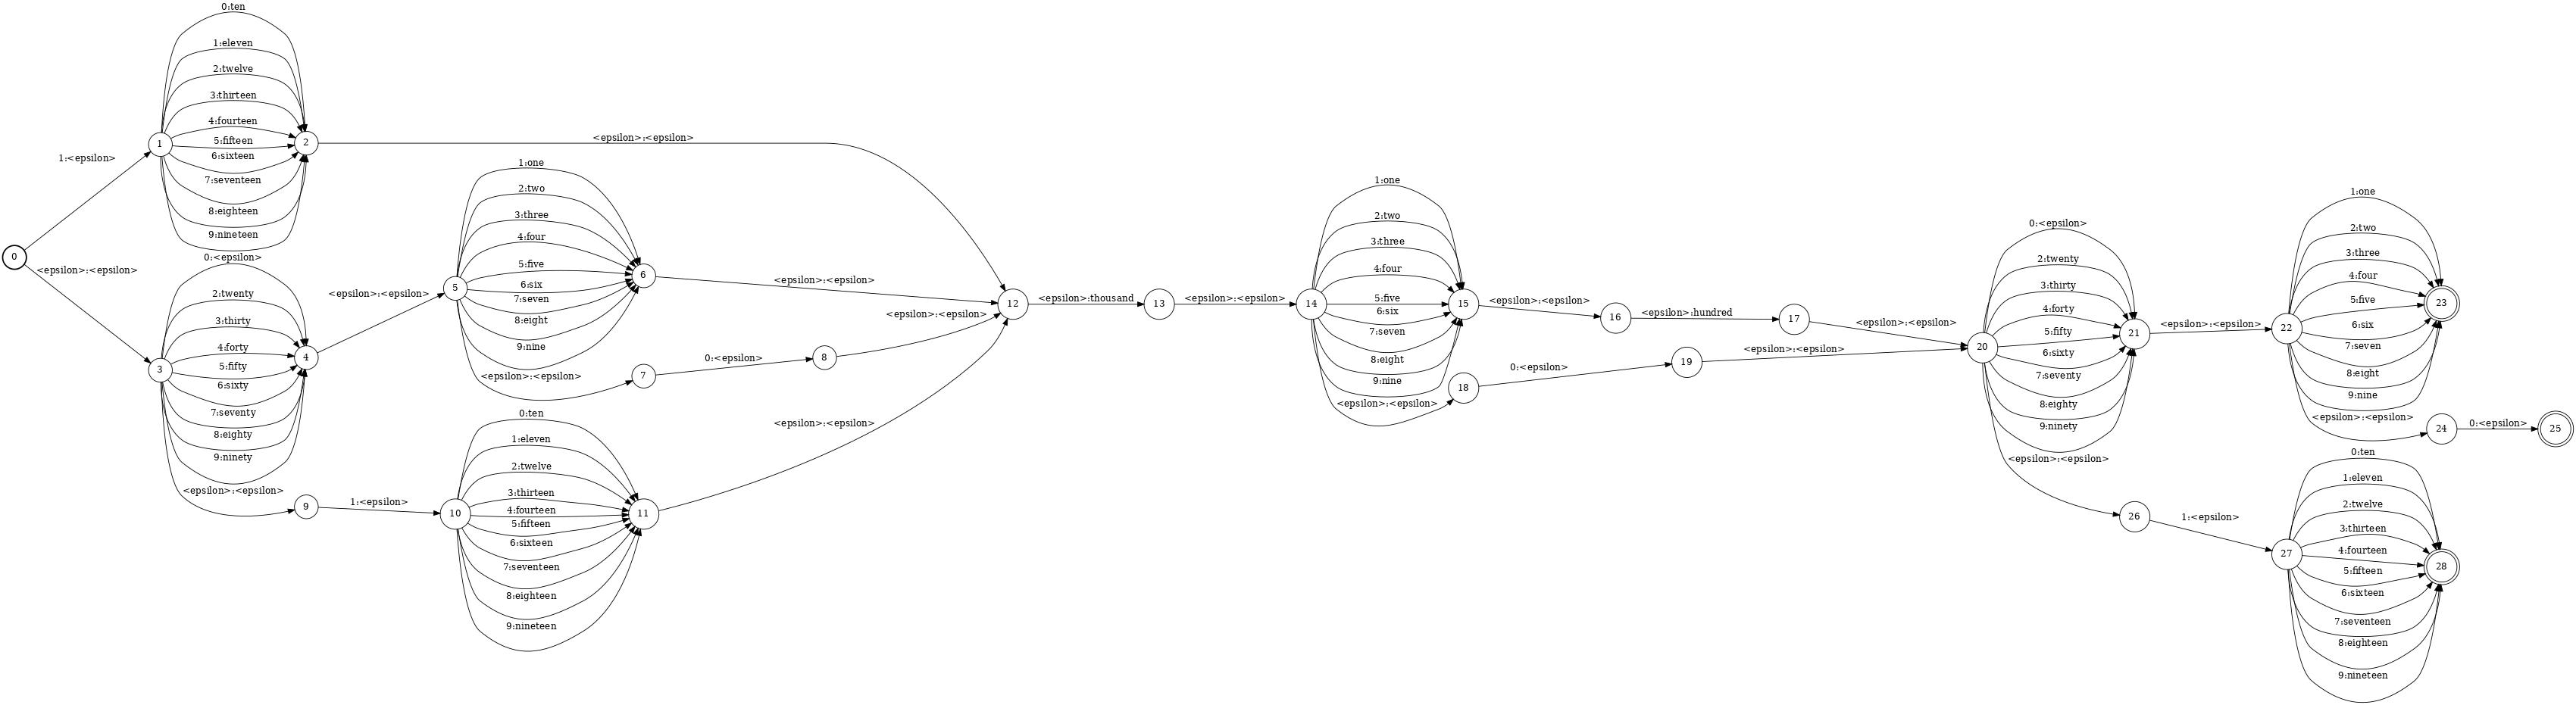 0
1:<epsilon>
<epsilon>:<epsilon>
1
0:ten
1:eleven
2:twelve
3:thirteen
4:fourteen
5:fifteen
6:sixteen
7:seventeen
8:eighteen
9:nineteen
2
<epsilon>:<epsilon>
3
0:<epsilon>
2:twenty
3:thirty
4:forty
5:fifty
6:sixty
7:seventy
8:eighty
9:ninety
<epsilon>:<epsilon>
4
<epsilon>:<epsilon>
5
1:one
2:two
3:three
4:four
5:five
6:six
7:seven
8:eight
9:nine
<epsilon>:<epsilon>
6
<epsilon>:<epsilon>
7
0:<epsilon>
8
<epsilon>:<epsilon>
9
1:<epsilon>
10
0:ten
1:eleven
2:twelve
3:thirteen
4:fourteen
5:fifteen
6:sixteen
7:seventeen
8:eighteen
9:nineteen
11
<epsilon>:<epsilon>
12
<epsilon>:thousand
13
<epsilon>:<epsilon>
14
1:one
2:two
3:three
4:four
5:five
6:six
7:seven
8:eight
9:nine
<epsilon>:<epsilon>
15
<epsilon>:<epsilon>
16
<epsilon>:hundred
17
<epsilon>:<epsilon>
18
0:<epsilon>
19
<epsilon>:<epsilon>
20
0:<epsilon>
2:twenty
3:thirty
4:forty
5:fifty
6:sixty
7:seventy
8:eighty
9:ninety
<epsilon>:<epsilon>
21
<epsilon>:<epsilon>
22
1:one
2:two
3:three
4:four
5:five
6:six
7:seven
8:eight
9:nine
<epsilon>:<epsilon>
23
24
0:<epsilon>
25
26
1:<epsilon>
27
0:ten
1:eleven
2:twelve
3:thirteen
4:fourteen
5:fifteen
6:sixteen
7:seventeen
8:eighteen
9:nineteen
28